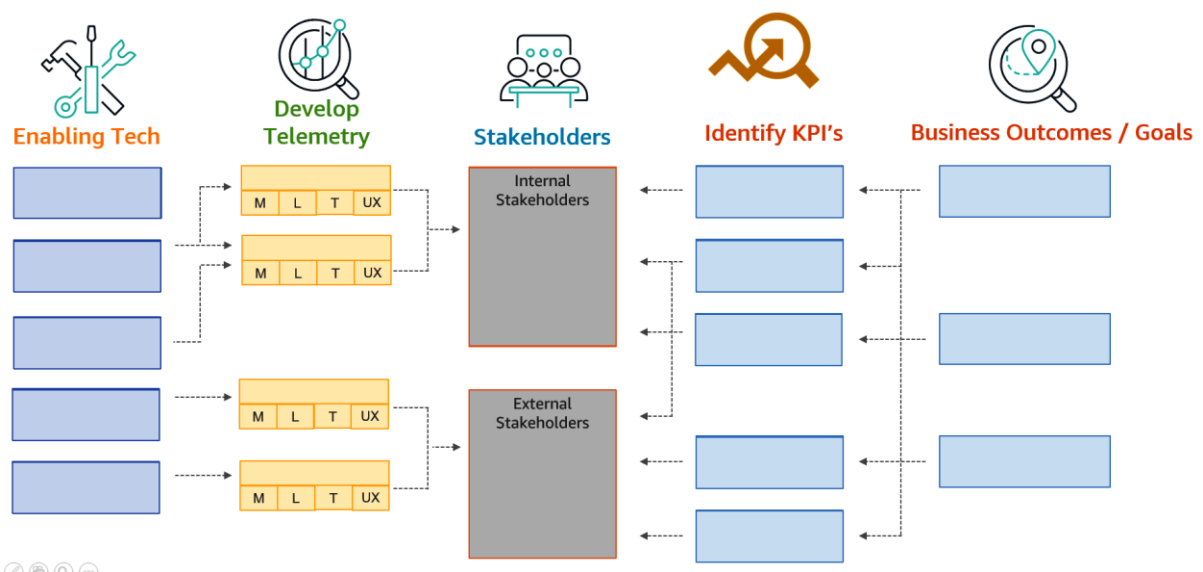 Enabling Tech
Develop
Telemetry
Stakeholders
Identify KPI's
Business Outcomes / Goals
M L T UX
M L T UX
M L T UX
M L T UX
Internal
Stakeholders
External
Stakeholders